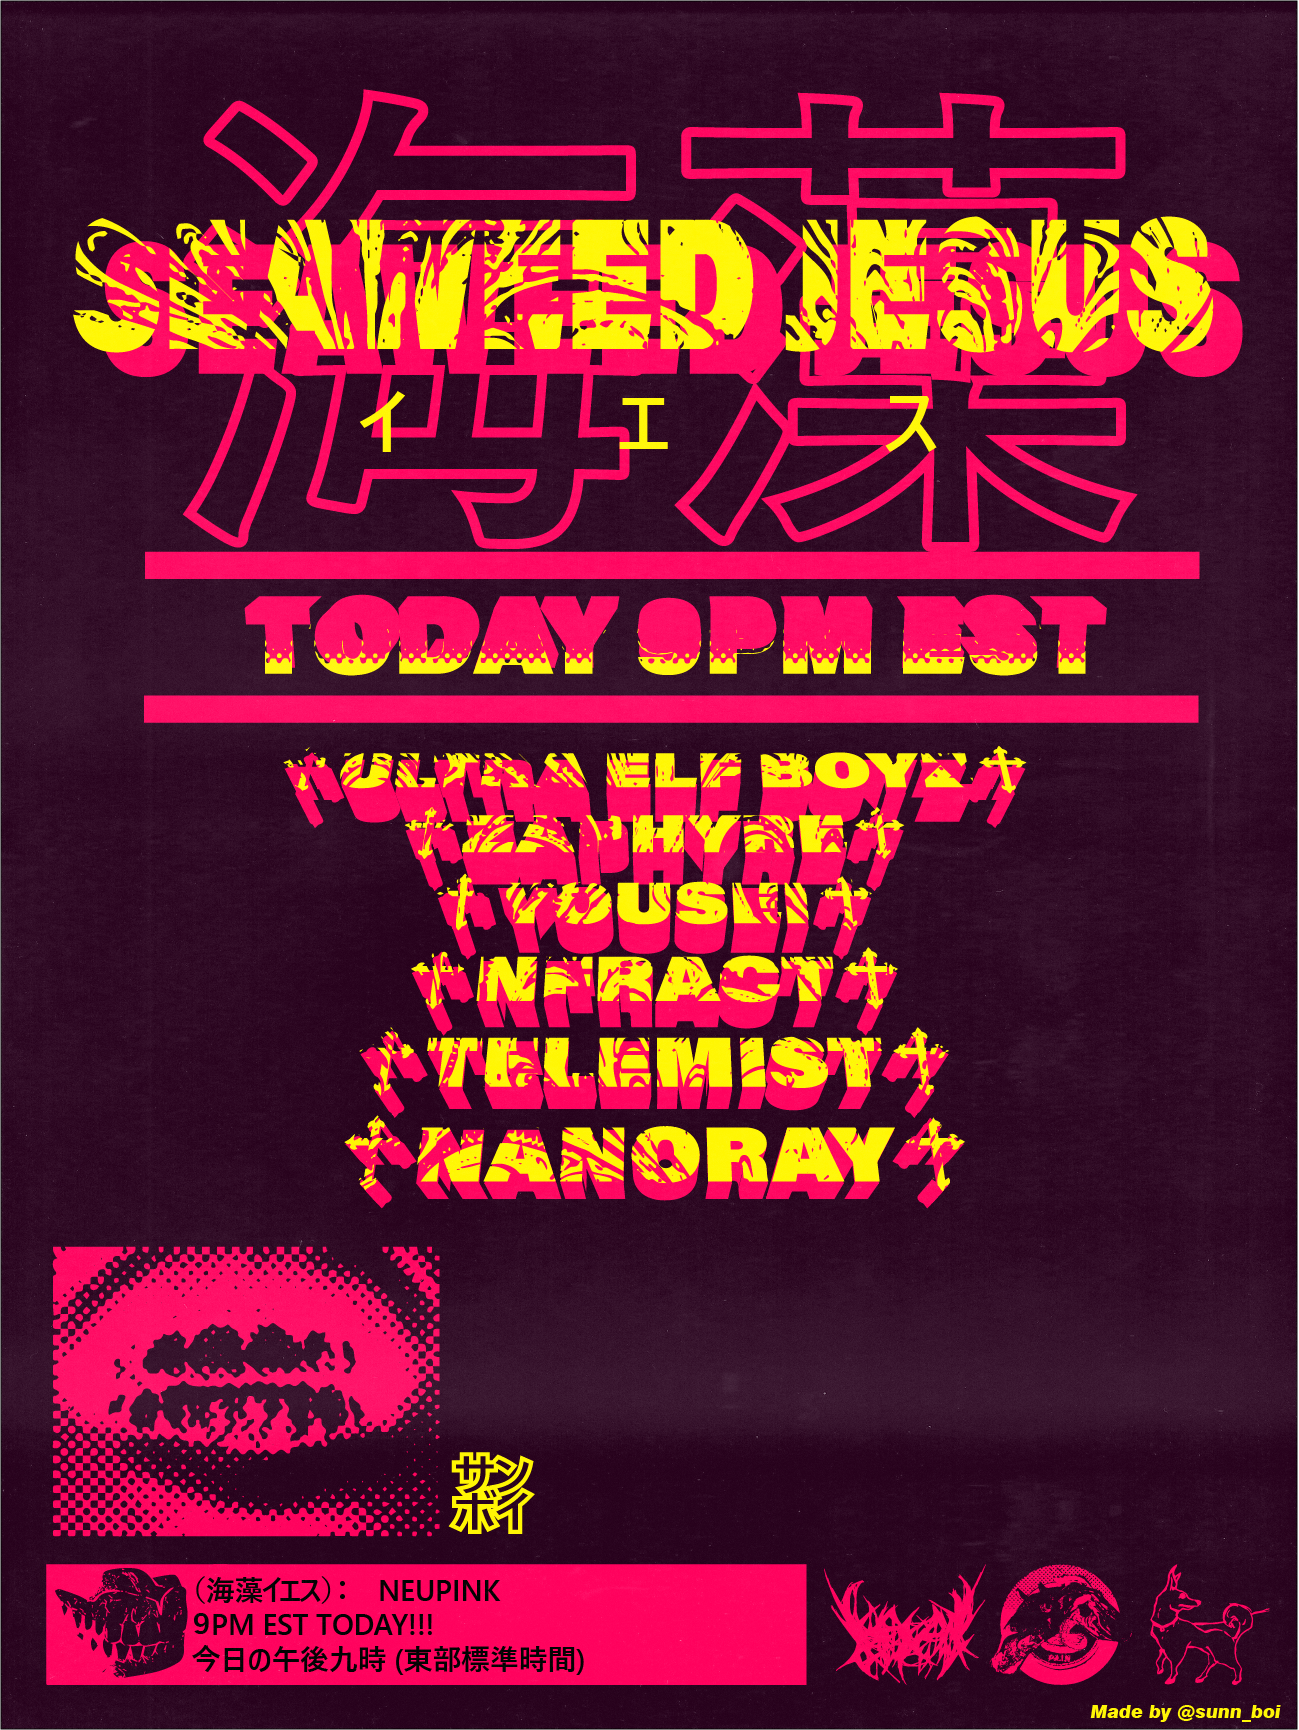 海藻
SEAWEED JESUS
イエス
TODAY 9PM EST
ULTRA ELF BOYZ
ZAPHYRE
YOUSEI
NFRACT
TELEMIST
NANORAY
サン
ボイ
（海藻イエス）： NEUPINK
9PM EST TODAY!!!
今日の午後九時 (東部標準時間)
PAIN
Made by @sunn_boi